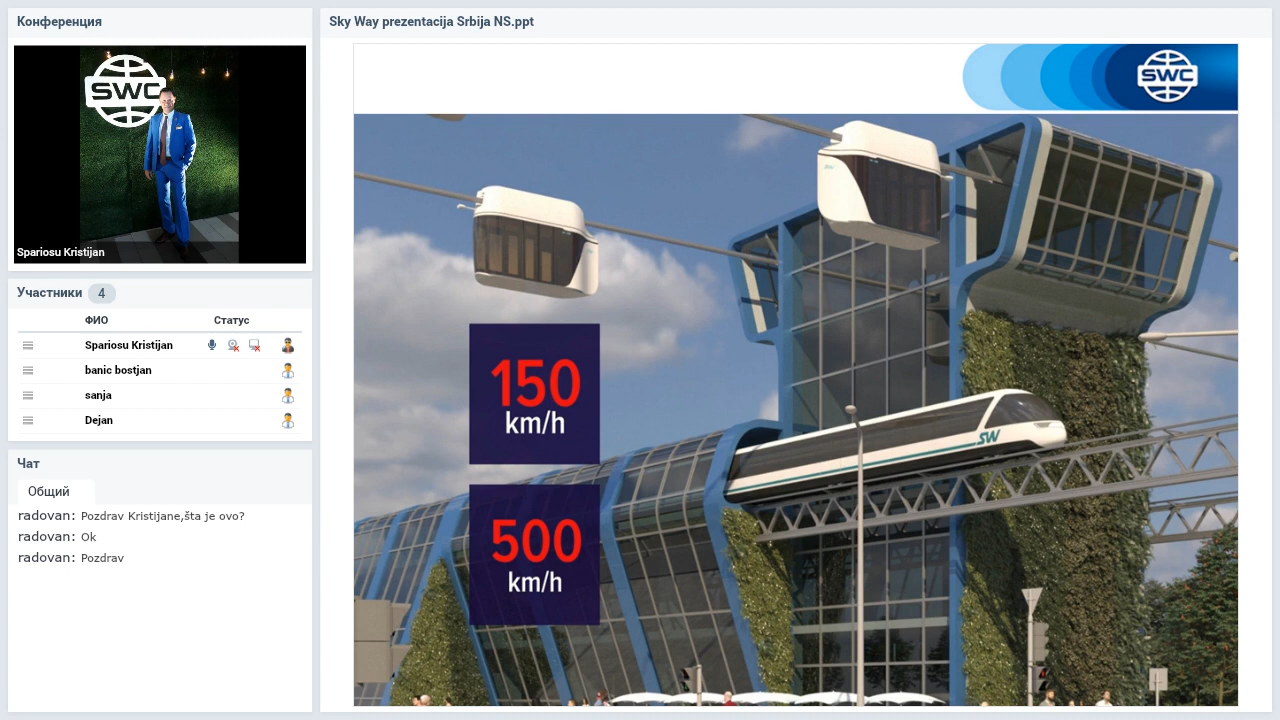 Конференция
SWC
Spariosu Kristijan
Участники 4
ФИО Статус
Spariosu Kristijan
banic bostjan
sanja
Dejan
Чат
Общий
radovan: Pozdrav Kristijane,šta je ovo?
radovan: Ok
radovan: Pozdrav
Sky Way prezentacija Srbija NS.ppt
SWC
150
km/h
500
km/h
SW